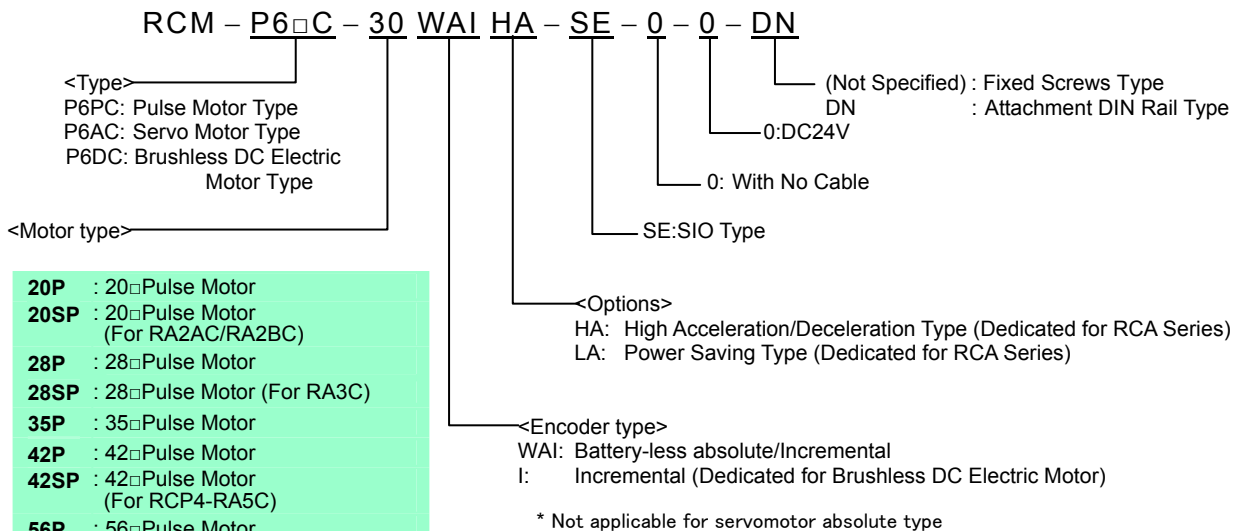 RCM – P6□C – 30 WAI HA – SE – 0 – 0 – DN
<Type>
P6PC: Pulse Motor Type
P6AC: Servo Motor Type
P6DC: Brushless DC Electric
Motor Type
(Not Specified) : Fixed Screws Type
DN : Attachment DIN Rail Type
0:DC24V
0: With No Cable
SE:SIO Type
<Motor type>
20P : 20□Pulse Motor
20SP : 20□Pulse Motor
(For RA2AC/RA2BC)
28P : 28□Pulse Motor
28SP : 28□Pulse Motor (For RA3C)
35P : 35□Pulse Motor
42P : 42□Pulse Motor
42SP : 42□Pulse Motor
(For RCP4-RA5C)
56P : 56□Pulse Motor
<Options>
HA: High Acceleration/Deceleration Type (Dedicated for RCA Series)
LA: Power Saving Type (Dedicated for RCA Series)
<Encoder type>
WAI: Battery-less absolute/Incremental
I: Incremental (Dedicated for Brushless DC Electric Motor)
* Not applicable for servomotor absolute type